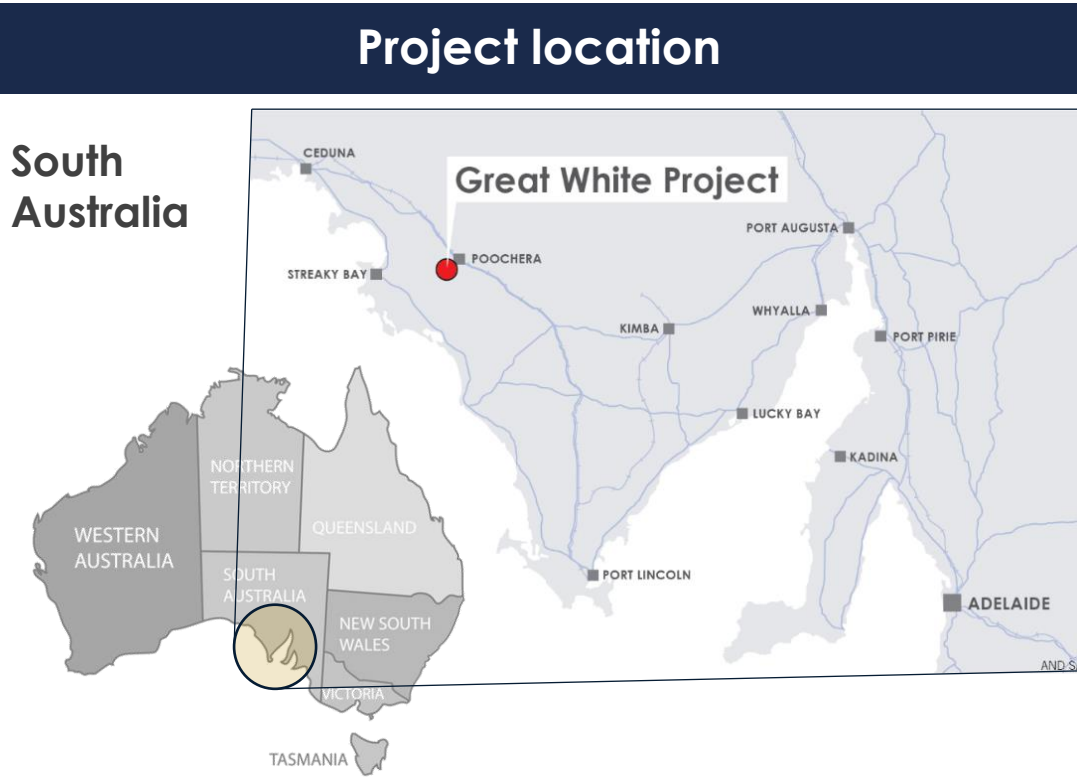 Project location
South
Australia
CEDUNA
Great White Project
PORT AUGUSTA
POOCHERA
STREAKY BAY
WHYALLA
KIMBA
PORT PIRIE
LUCKY BAY
KADINA
NORTHERN
TERRITORY
QUEENSLAND
WESTERN
AUSTRALIA
SOUTH
AUSTRALIA
PORT LINCOLN
ADELAIDE
NEW SOUTH
WALES
VICTORIA
TASMANIA